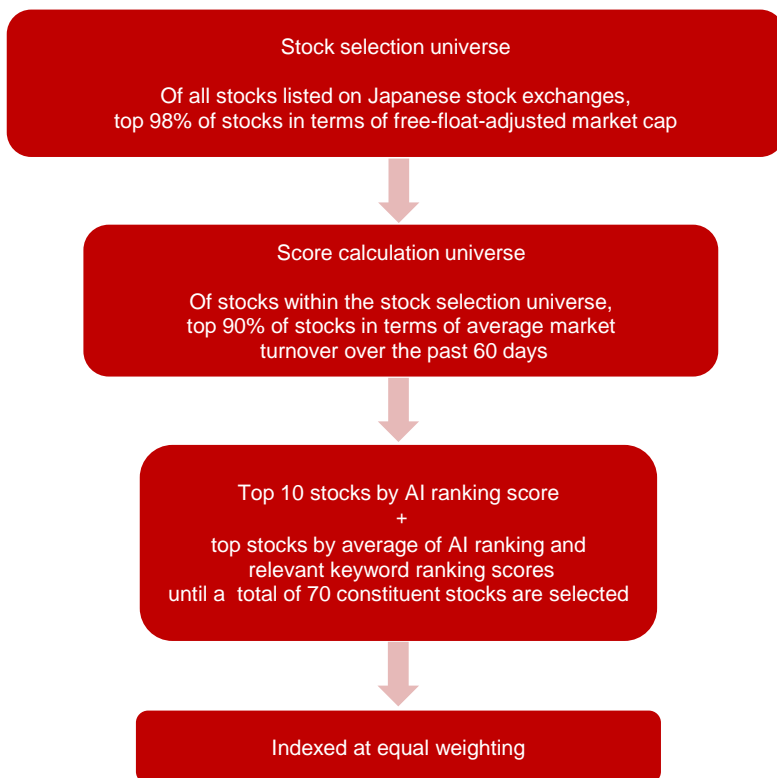 Stock selection universe
Of all stocks listed on Japanese stock exchanges,
top 98% of stocks in terms of free-float-adjusted market cap
Score calculation universe
Of stocks within the stock selection universe,
top 90% of stocks in terms of average market
turnover over the past 60 days
Top 10 stocks by AI ranking score
+
top stocks by average of AI ranking and
relevant keyword ranking scores
until a total of 70 constituent stocks are selected
Indexed at equal weighting